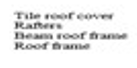 Tile roof cover
Rafters
Beam roof frame
Roof frame